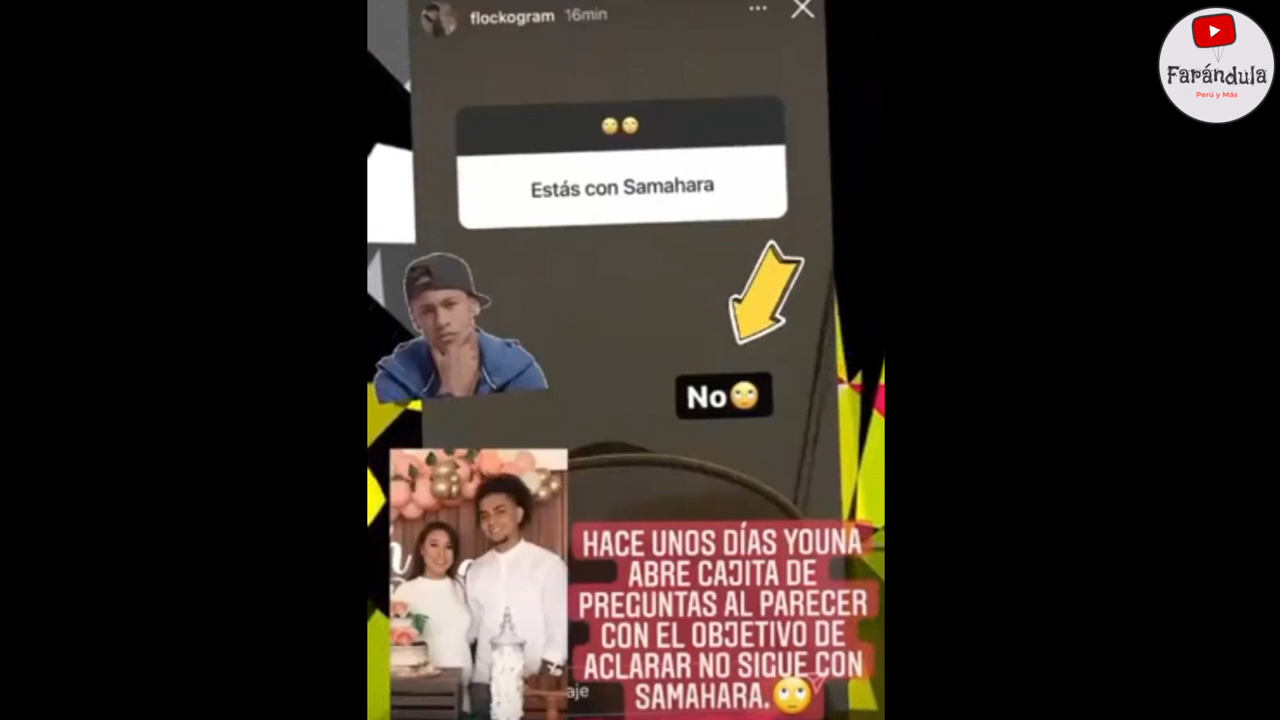 flockogram 16min
Farándula
Perú y Más
🙄🙄
Estás con Samahara
No🙄
HACE UNOS DÍAS YOUNA
ABRE CAJITA DE
PREGUNTAS AL PARECER
CON EL OBJETIVO DE
ACLARAR NO SIGUE CON
SAMAHARA.🙄
aje